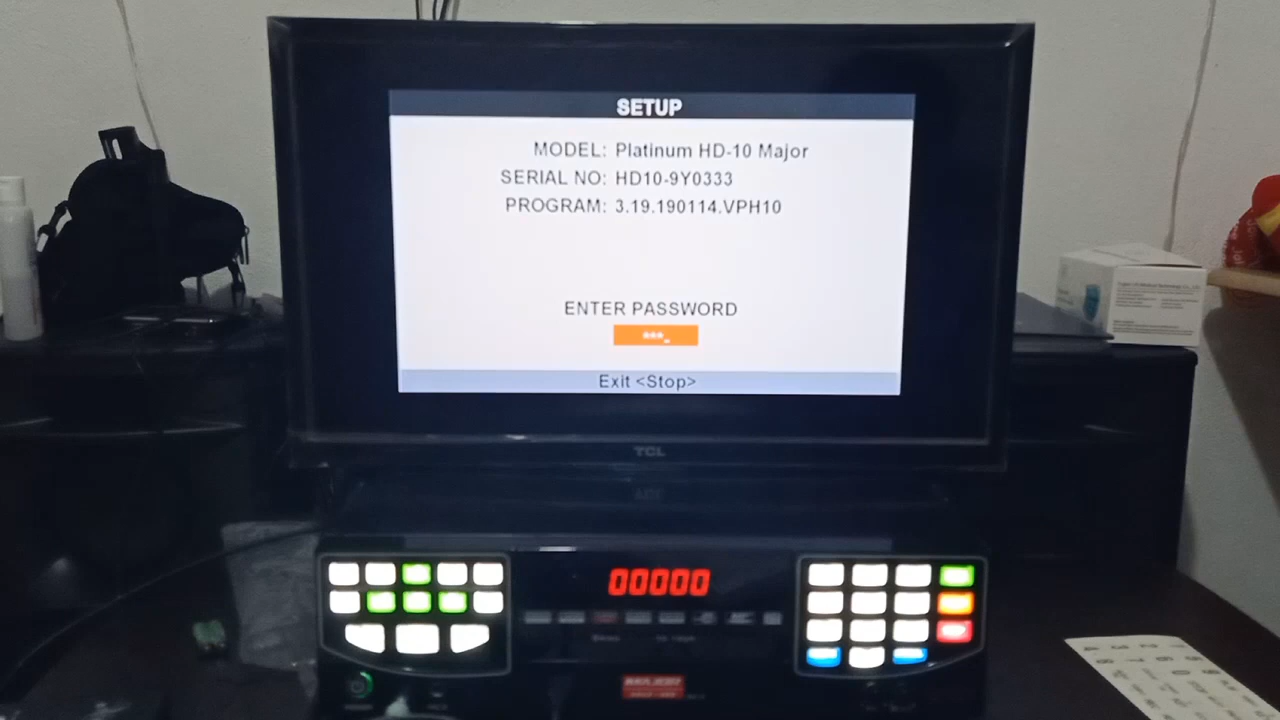 SETUP
MODEL: Platinum HD-10 Major
SERIAL NO: HD10-9Y0333
PROGRAM: 3.19.190114.VPH10
ENTER PASSWORD
***_
Exit <Stop>
TCL
00000